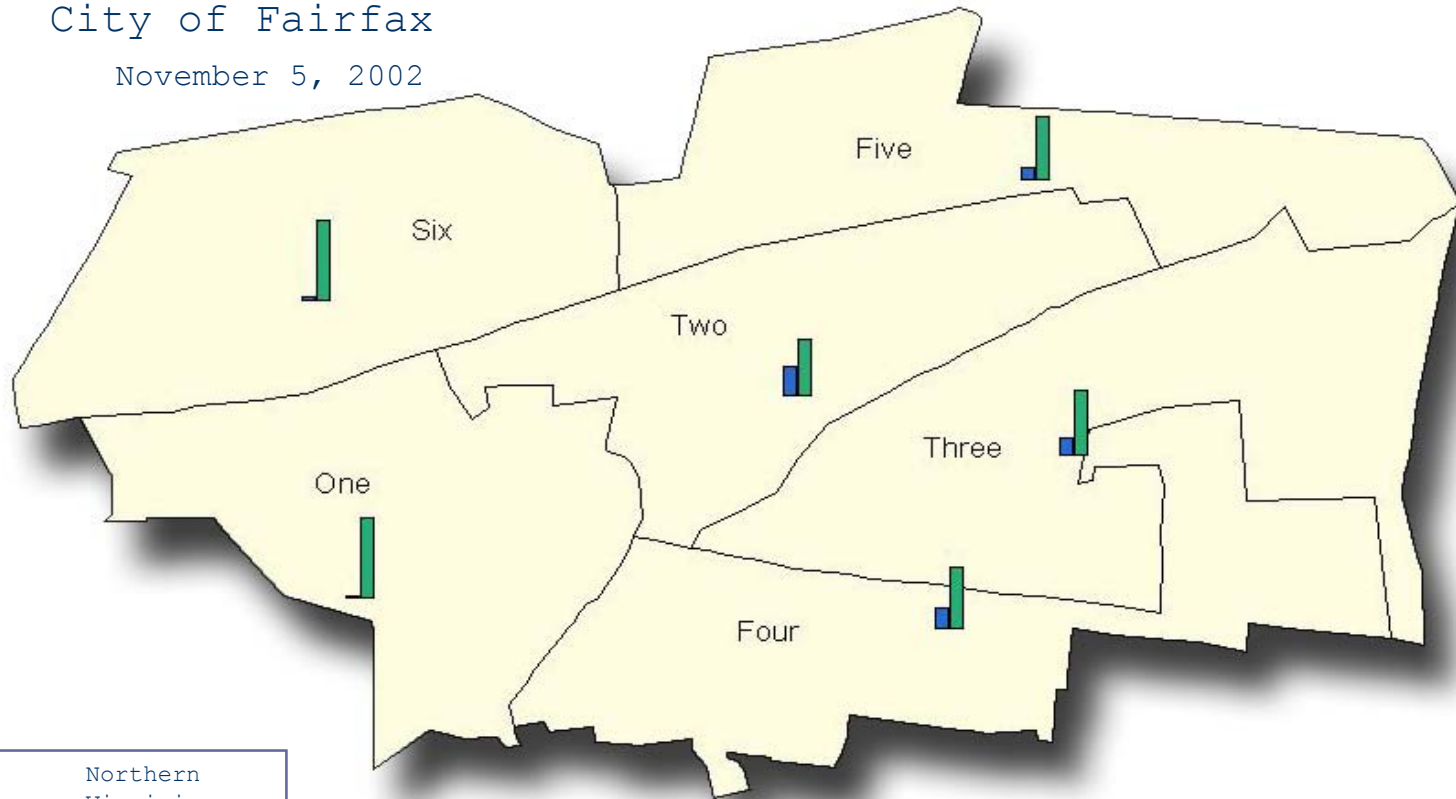 City of Fairfax
November 5, 2002
Five
Six
Two
Three
One
Four
Northern